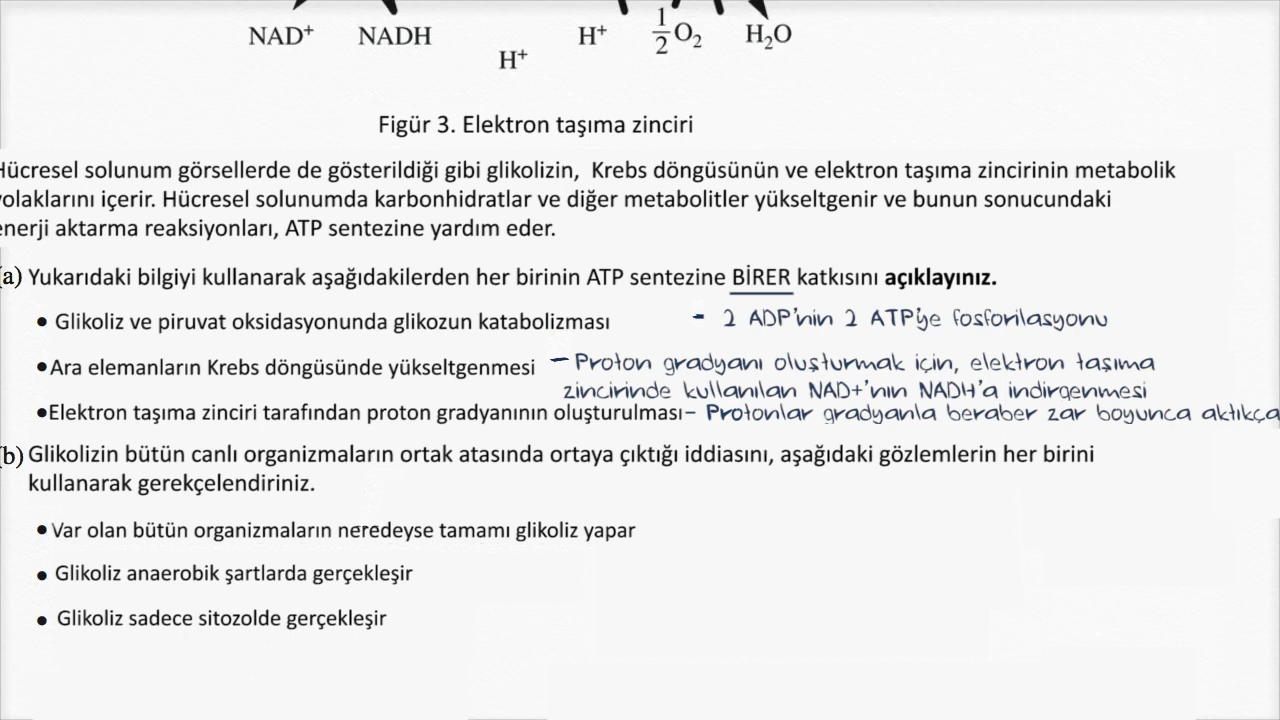 NAD⁺ NADH H⁺ H⁺ ½O₂ H₂O
Figür 3. Elektron taşıma zinciri
Hücresel solunum görsellerde de gösterildiği gibi glikolizin, Krebs döngüsünün ve elektron taşıma zincirinin metabolik
yolaklarını içerir. Hücresel solunumda karbonhidratlar ve diğer metabolitler yükseltgenir ve bunun sonucundaki
enerji aktarma reaksiyonları, ATP sentezine yardım eder.
(a) Yukarıdaki bilgiyi kullanarak aşağıdakilerden her birinin ATP sentezine BİRER katkısını açıklayınız.
• Glikoliz ve piruvat oksidasyonunda glikozun katabolizması - 2 ADP'nin 2 ATP'ye fosforilasyonu
• Ara elemanların Krebs döngüsünde yükseltgenmesi - Proton gradyanı oluşturmak için, elektron taşıma
zincirinde kullanılan NAD+'nın NADH'a indirgenmesi
• Elektron taşıma zinciri tarafından proton gradyanının oluşturulması - Protonlar gradyanla beraber zar boyunca aktıkça
(b) Glikolizin bütün canlı organizmaların ortak atasında ortaya çıktığı iddiasını, aşağıdaki gözlemlerin her birini
kullanarak gerekçelendiriniz.
• Var olan bütün organizmaların neredeyse tamamı glikoliz yapar
• Glikoliz anaerobik şartlarda gerçekleşir
• Glikoliz sadece sitozolde gerçekleşir